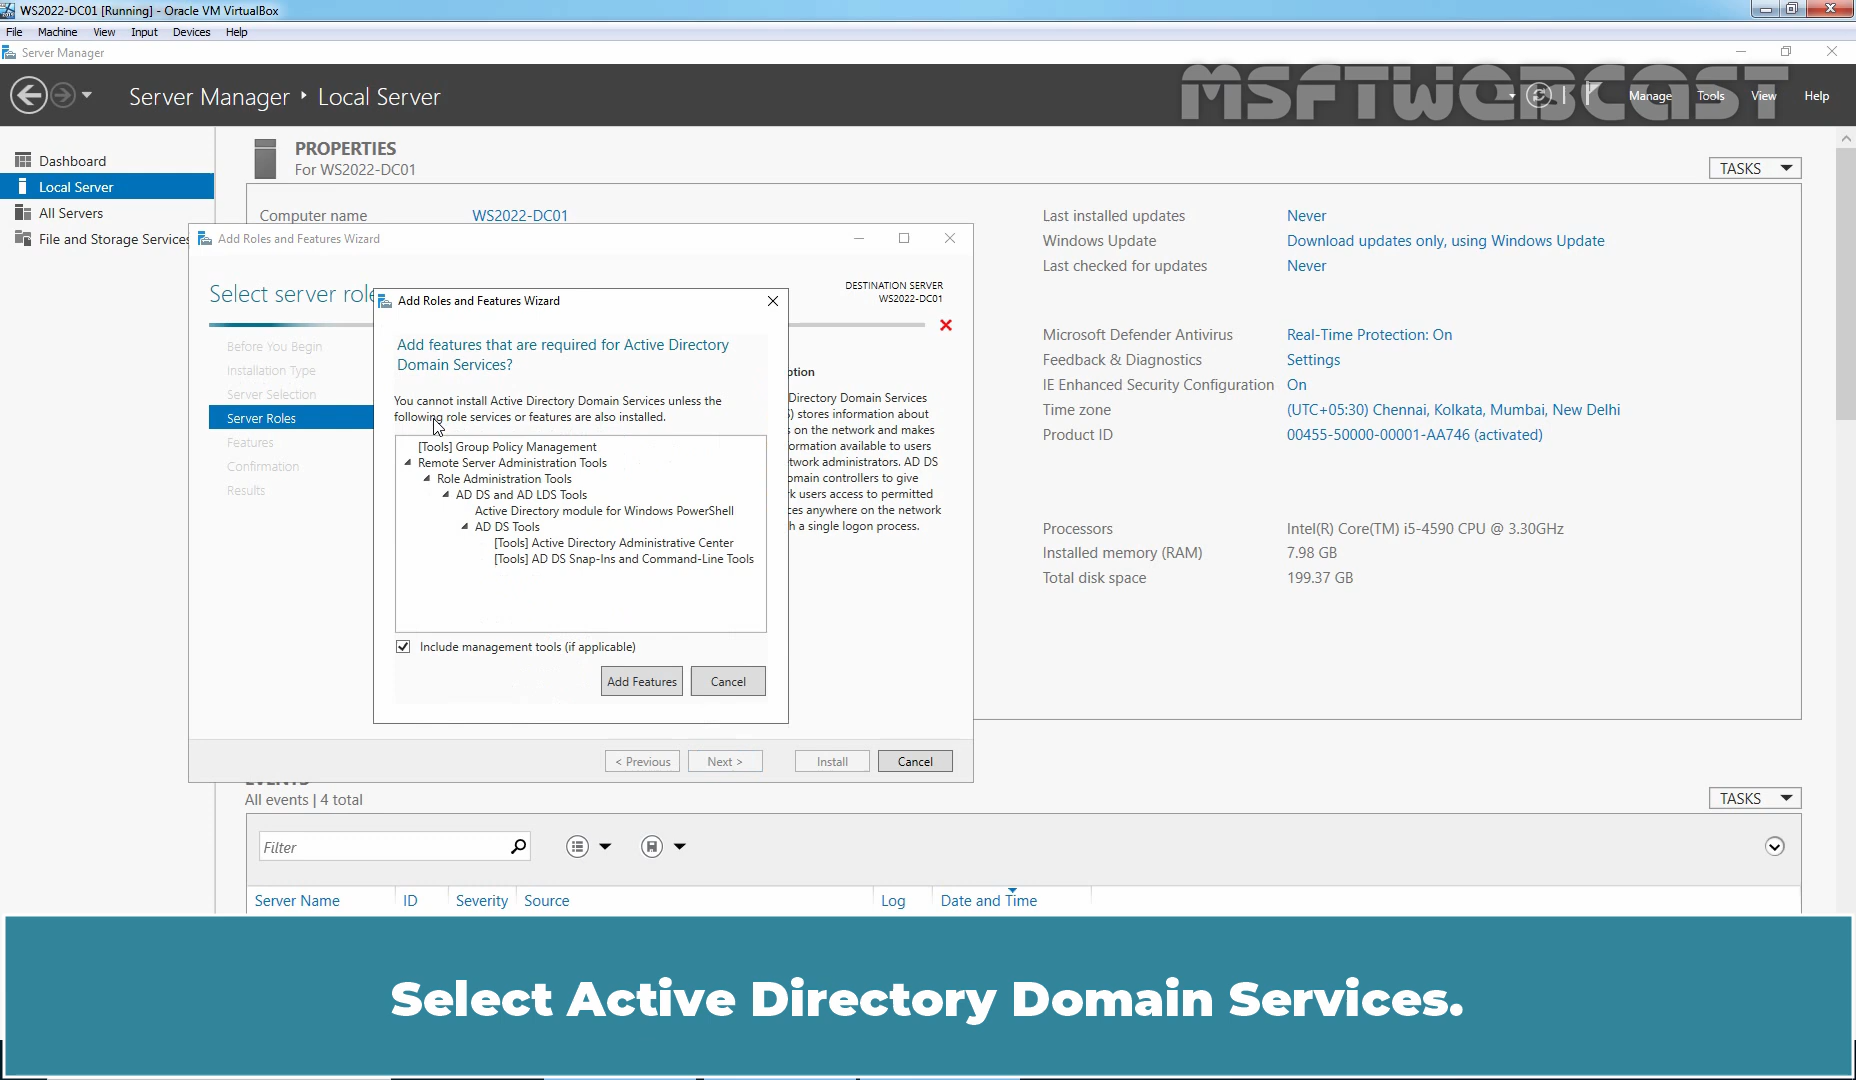 WS2022-DC01 [Running] - Oracle VM VirtualBox
File Machine View Input Devices Help
Server Manager
Server Manager ‣ Local Server
MSFTWEBCAST
Manage Tools View Help
Dashboard
Local Server
All Servers
File and Storage Services
PROPERTIES
For WS2022-DC01
TASKS
Computer name WS2022-DC01
Last installed updates Never
Windows Update Download updates only, using Windows Update
Last checked for updates Never
Microsoft Defender Antivirus Real-Time Protection: On
Feedback & Diagnostics Settings
IE Enhanced Security Configuration On
Time zone (UTC+05:30) Chennai, Kolkata, Mumbai, New Delhi
Product ID 00455-50000-00001-AA746 (activated)
Processors Intel(R) Core(TM) i5-4590 CPU @ 3.30GHz
Installed memory (RAM) 7.98 GB
Total disk space 199.37 GB
Add Roles and Features Wizard
Select server role
DESTINATION SERVER
WS2022-DC01
Before You Begin
Installation Type
Server Selection
Server Roles
Features
Confirmation
Results
ption
Directory Domain Services
) stores information about
on the network and makes
ormation available to users
twork administrators. AD DS
omain controllers to give
k users access to permitted
ces anywhere on the network
h a single logon process.
Add Roles and Features Wizard
Add features that are required for Active Directory
Domain Services?
You cannot install Active Directory Domain Services unless the
following role services or features are also installed.
[Tools] Group Policy Management
Remote Server Administration Tools
Role Administration Tools
AD DS and AD LDS Tools
Active Directory module for Windows PowerShell
AD DS Tools
[Tools] Active Directory Administrative Center
[Tools] AD DS Snap-Ins and Command-Line Tools
Include management tools (if applicable)
Add Features Cancel
< Previous Next > Install Cancel
EVENTS
All events | 4 total
TASKS
Filter
Server Name ID Severity Source Log Date and Time
Select Active Directory Domain Services.